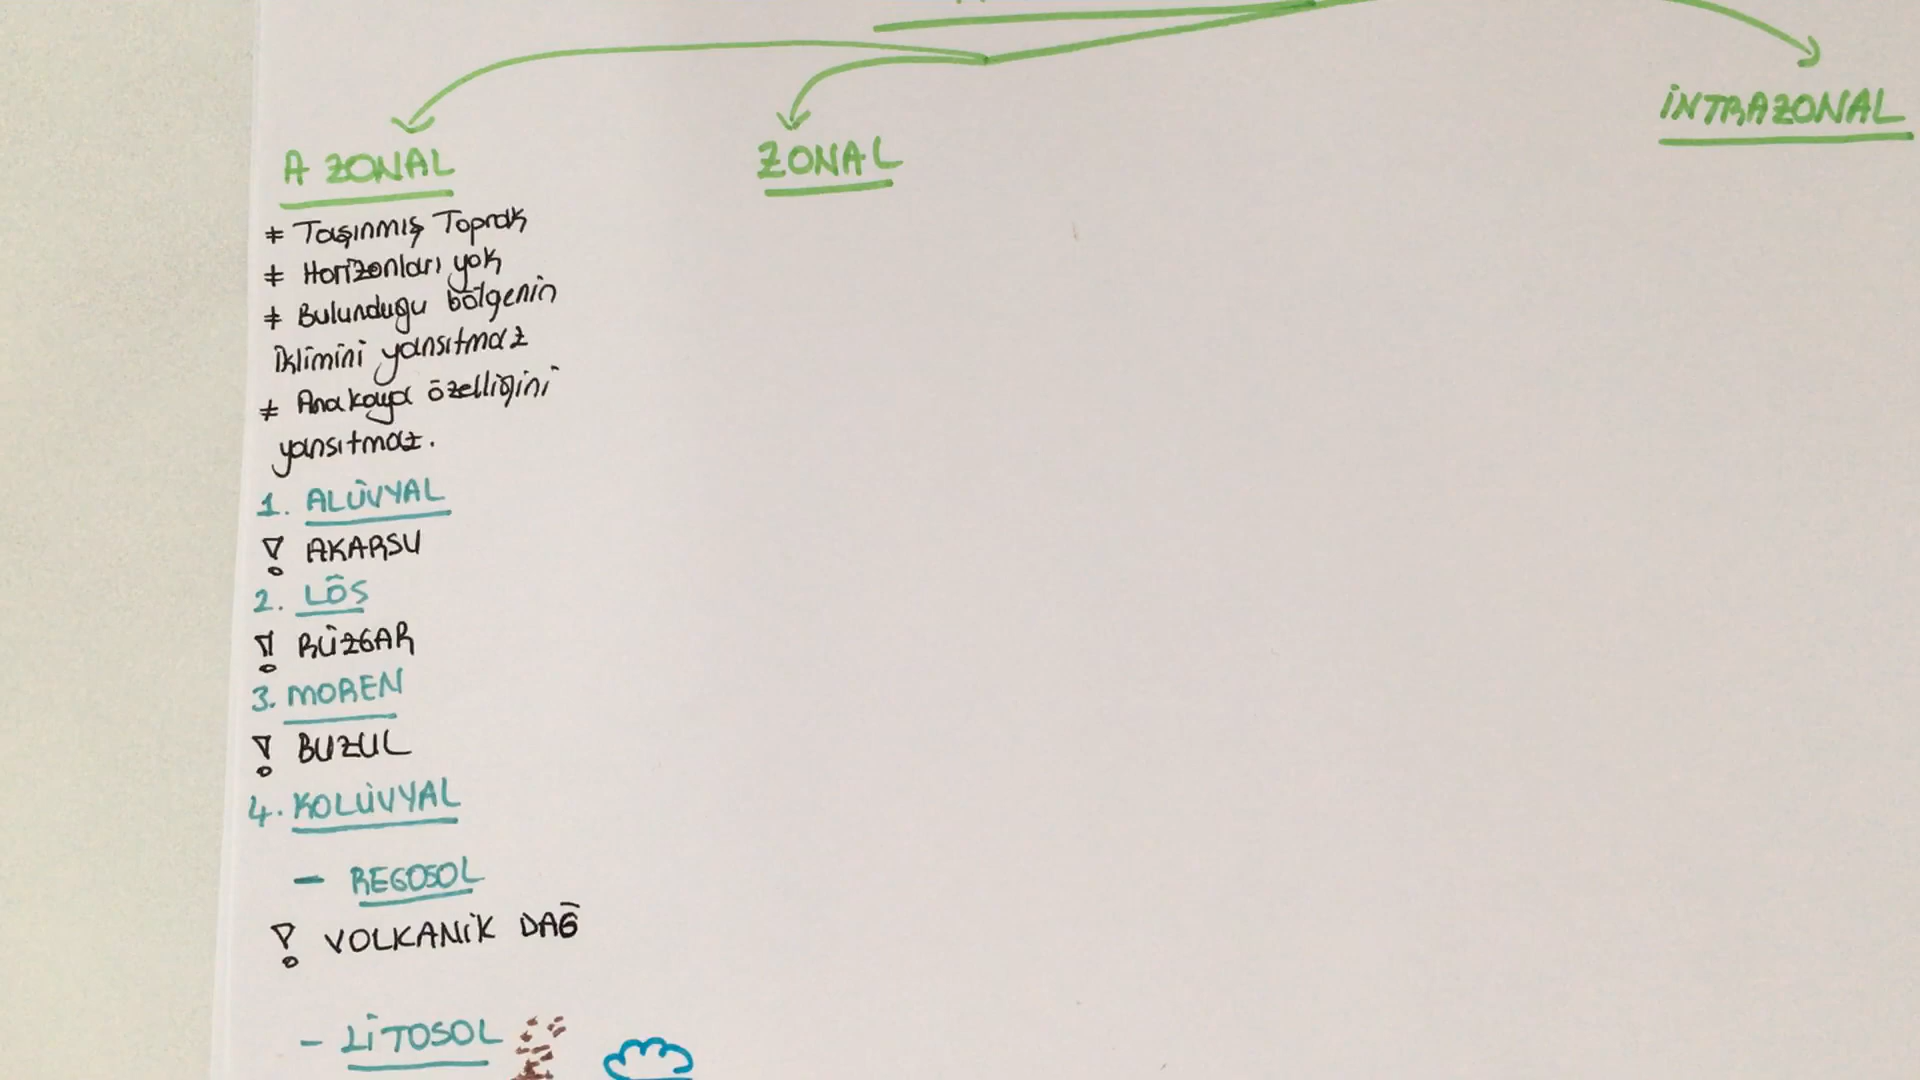 A ZONAL
ZONAL
İNTRAZONAL
* Taşınmış Toprak
* Horizonları yok
* Bulunduğu bölgenin
iklimini yansıtmaz
* Anakaya özelliğini
yansıtmaz.
1. ALÜVYAL
! AKARSU
2. LÖS
! RÜZGAR
3. MOREN
! BUZUL
4. KOLÜVYAL
- REGOSOL
! VOLKANİK DAĞ
- LİTOSOL